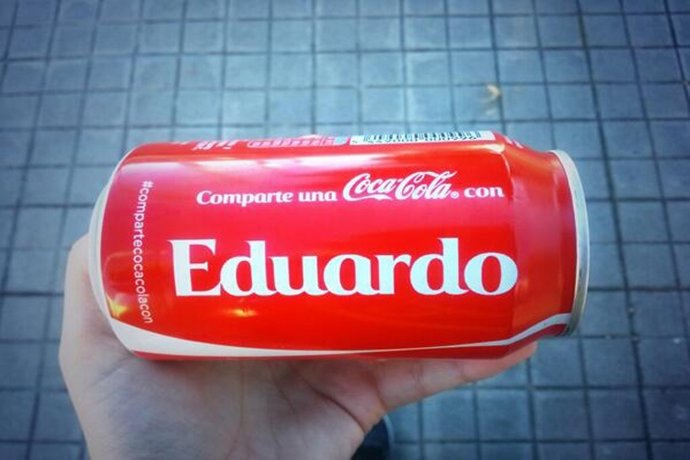 Comparte una Coca-Cola® con
Eduardo
#compartecocacolacon